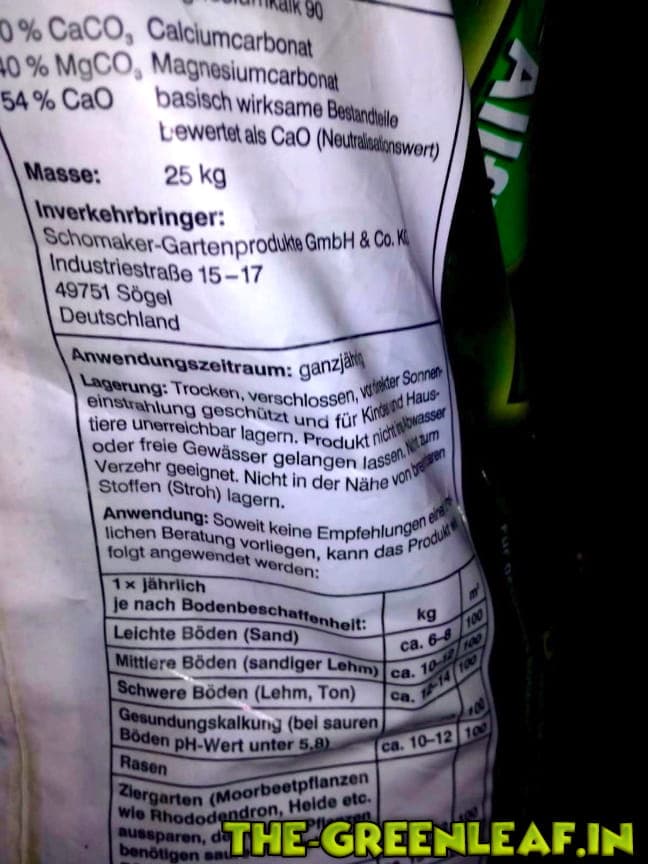 kalk 90
0 % CaCO₃ Calciumcarbonat
40 % MgCO₃ Magnesiumcarbonat
54 % CaO basisch wirksame Bestandteile
bewertet als CaO (Neutralisationswert)
Masse: 25 kg
Inverkehrbringer:
Schomaker-Gartenprodukte GmbH & Co. KG
Industriestraße 15–17
49751 Sögel
Deutschland
Anwendungszeitraum: ganzjährig
Lagerung: Trocken, verschlossen, vor direkter Sonnen-
einstrahlung geschützt und für Kinder und Haus-
tiere unerreichbar lagern. Produkt nicht ins Abwasser
oder freie Gewässer gelangen lassen. Nicht zum
Verzehr geeignet. Nicht in der Nähe von brennbaren
Stoffen (Stroh) lagern.
Anwendung: Soweit keine Empfehlungen
lichen Beratung vorliegen, kann das Produkt
folgt angewendet werden:
1 × jährlich
je nach Bodenbeschaffenheit: kg m²
Leichte Böden (Sand) ca. 6–8 100
Mittlere Böden (sandiger Lehm) ca. 10–12 100
Schwere Böden (Lehm, Ton) ca. 12–14 100
Gesundungskalkung (bei sauren
Böden pH-Wert unter 5,8) 100
Rasen ca. 10–12 100
Ziergarten (Moorbeetpflanzen
wie Rhododendron, Heide etc.
aussparen, Pflanzen
benötigen 100
Alls
THE-GREENLEAF.IN